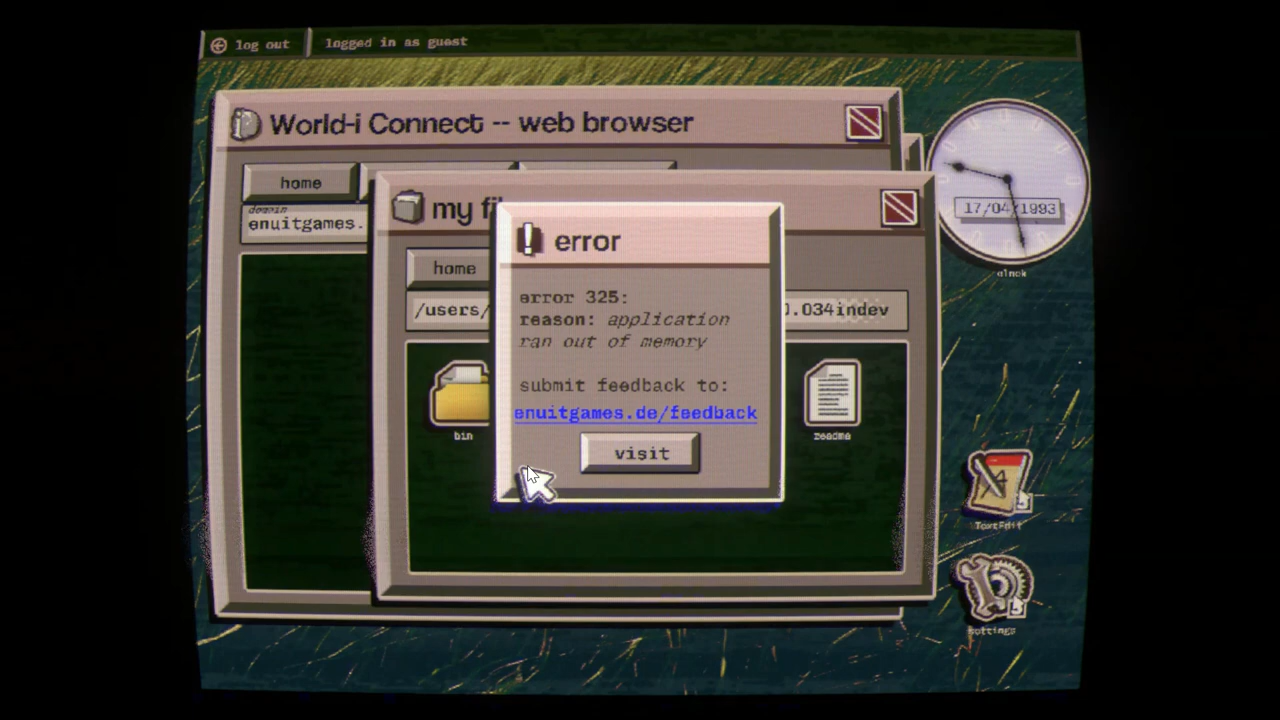 log out
logged in as guest
World-i Connect -- web browser
home
domain
enuitgames.
17/04/1993
clock
my fil
home
/users/
0.034indev
bin
readme
error
error 325:
reason: application
ran out of memory
submit feedback to:
enuitgames.de/feedback
visit
TextEdit
settings